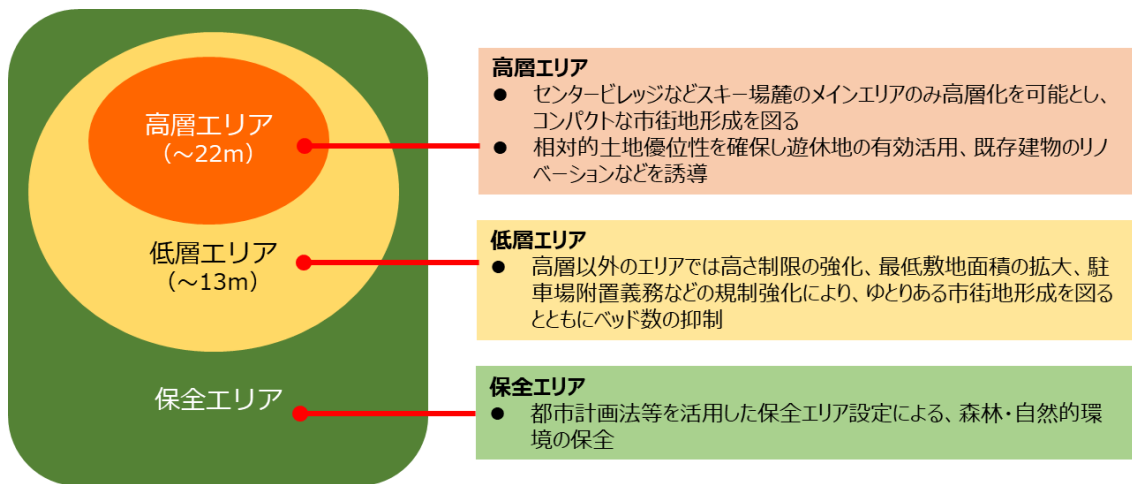 高層エリア
（～22m）
低層エリア
（～13m）
保全エリア
高層エリア
● センタービレッジなどスキー場麓のメインエリアのみ高層化を可能とし、
コンパクトな市街地形成を図る
● 相対的土地優位性を確保し遊休地の有効活用、既存建物のリノ
ベーションなどを誘導
低層エリア
● 高層以外のエリアでは高さ制限の強化、最低敷地面積の拡大、駐
車場附置義務などの規制強化により、ゆとりある市街地形成を図る
とともにベッド数の抑制
保全エリア
● 都市計画法等を活用した保全エリア設定による、森林・自然的環
境の保全